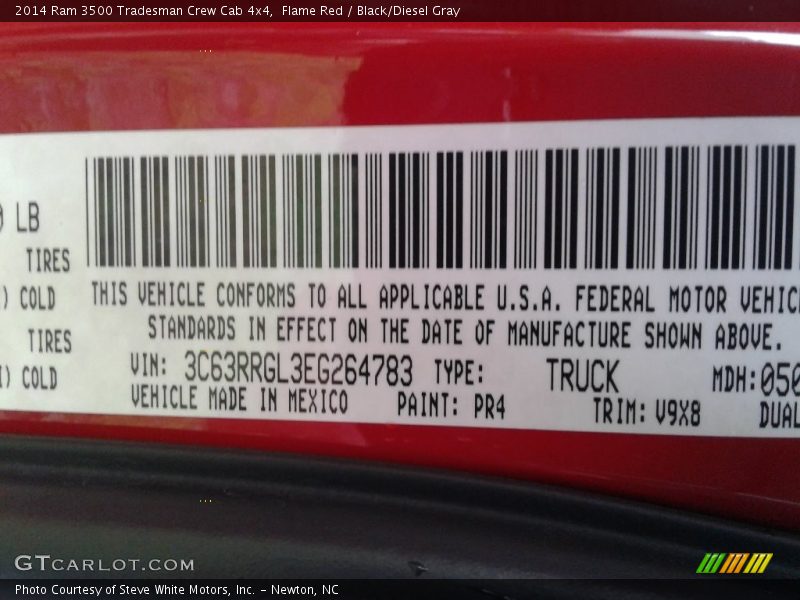 2014 Ram 3500 Tradesman Crew Cab 4x4,  Flame Red / Black/Diesel Gray
LB
TIRES
COLD
TIRES
COLD
THIS VEHICLE CONFORMS TO ALL APPLICABLE U.S.A. FEDERAL MOTOR VEHIC
STANDARDS IN EFFECT ON THE DATE OF MANUFACTURE SHOWN ABOVE.
VIN: 3C63RRGL3EG264783 TYPE: TRUCK MDH:050
VEHICLE MADE IN MEXICO PAINT: PR4 TRIM: V9X8 DUAL
GTCARLOT.COM
Photo Courtesy of Steve White Motors, Inc. – Newton, NC